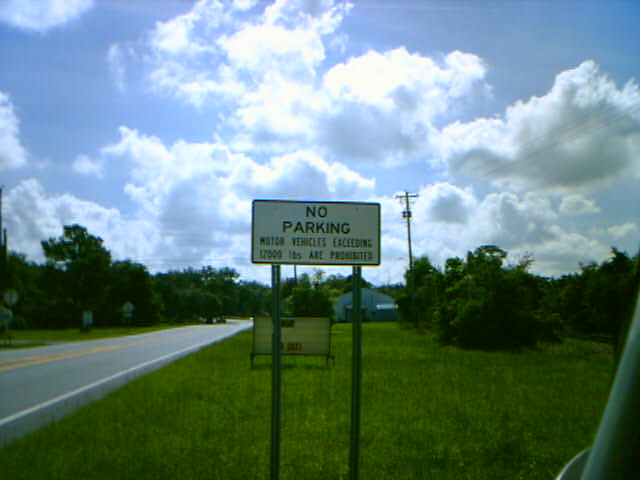 NO
PARKING
MOTOR VEHICLES EXCEEDING
12000 lbs ARE PROHIBITED